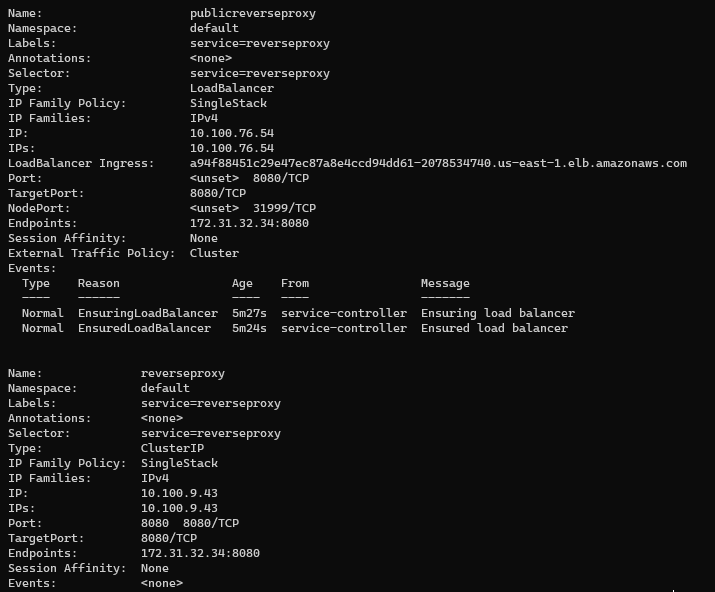 Name:                     publicreverseproxy
Namespace:                default
Labels:                   service=reverseproxy
Annotations:              <none>
Selector:                 service=reverseproxy
Type:                     LoadBalancer
IP Family Policy:         SingleStack
IP Families:              IPv4
IP:                       10.100.76.54
IPs:                      10.100.76.54
LoadBalancer Ingress:     a94f88451c29e47ec87a8e4ccd94dd61-2078534740.us-east-1.elb.amazonaws.com
Port:                     <unset>  8080/TCP
TargetPort:               8080/TCP
NodePort:                 <unset>  31999/TCP
Endpoints:                172.31.32.34:8080
Session Affinity:         None
External Traffic Policy:  Cluster
Events:
  Type    Reason                Age    From                Message
  ----    ------                ----   ----                -------
  Normal  EnsuringLoadBalancer  5m27s  service-controller  Ensuring load balancer
  Normal  EnsuredLoadBalancer   5m24s  service-controller  Ensured load balancer
Name:              reverseproxy
Namespace:         default
Labels:            service=reverseproxy
Annotations:       <none>
Selector:          service=reverseproxy
Type:              ClusterIP
IP Family Policy:  SingleStack
IP Families:       IPv4
IP:                10.100.9.43
IPs:               10.100.9.43
Port:              8080  8080/TCP
TargetPort:        8080/TCP
Endpoints:         172.31.32.34:8080
Session Affinity:  None
Events:            <none>